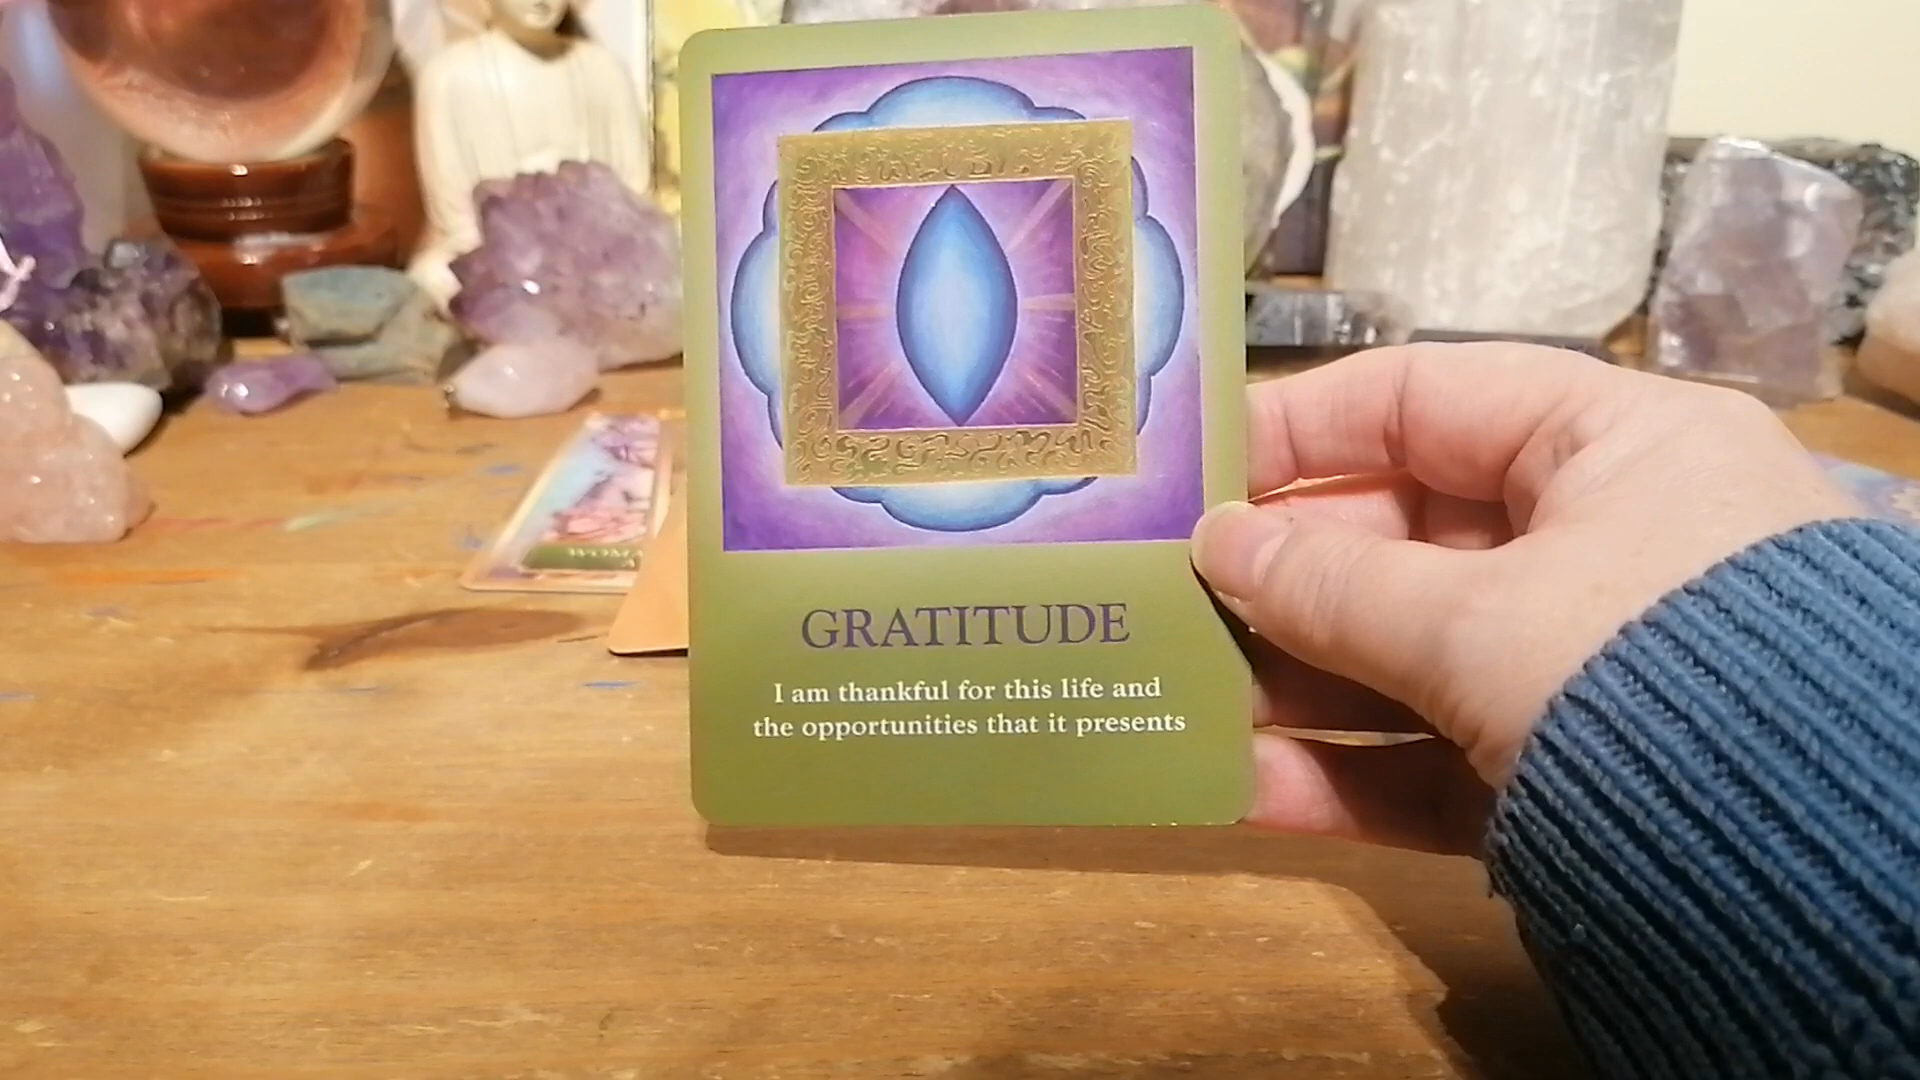 GRATITUDE
I am thankful for this life and
the opportunities that it presents